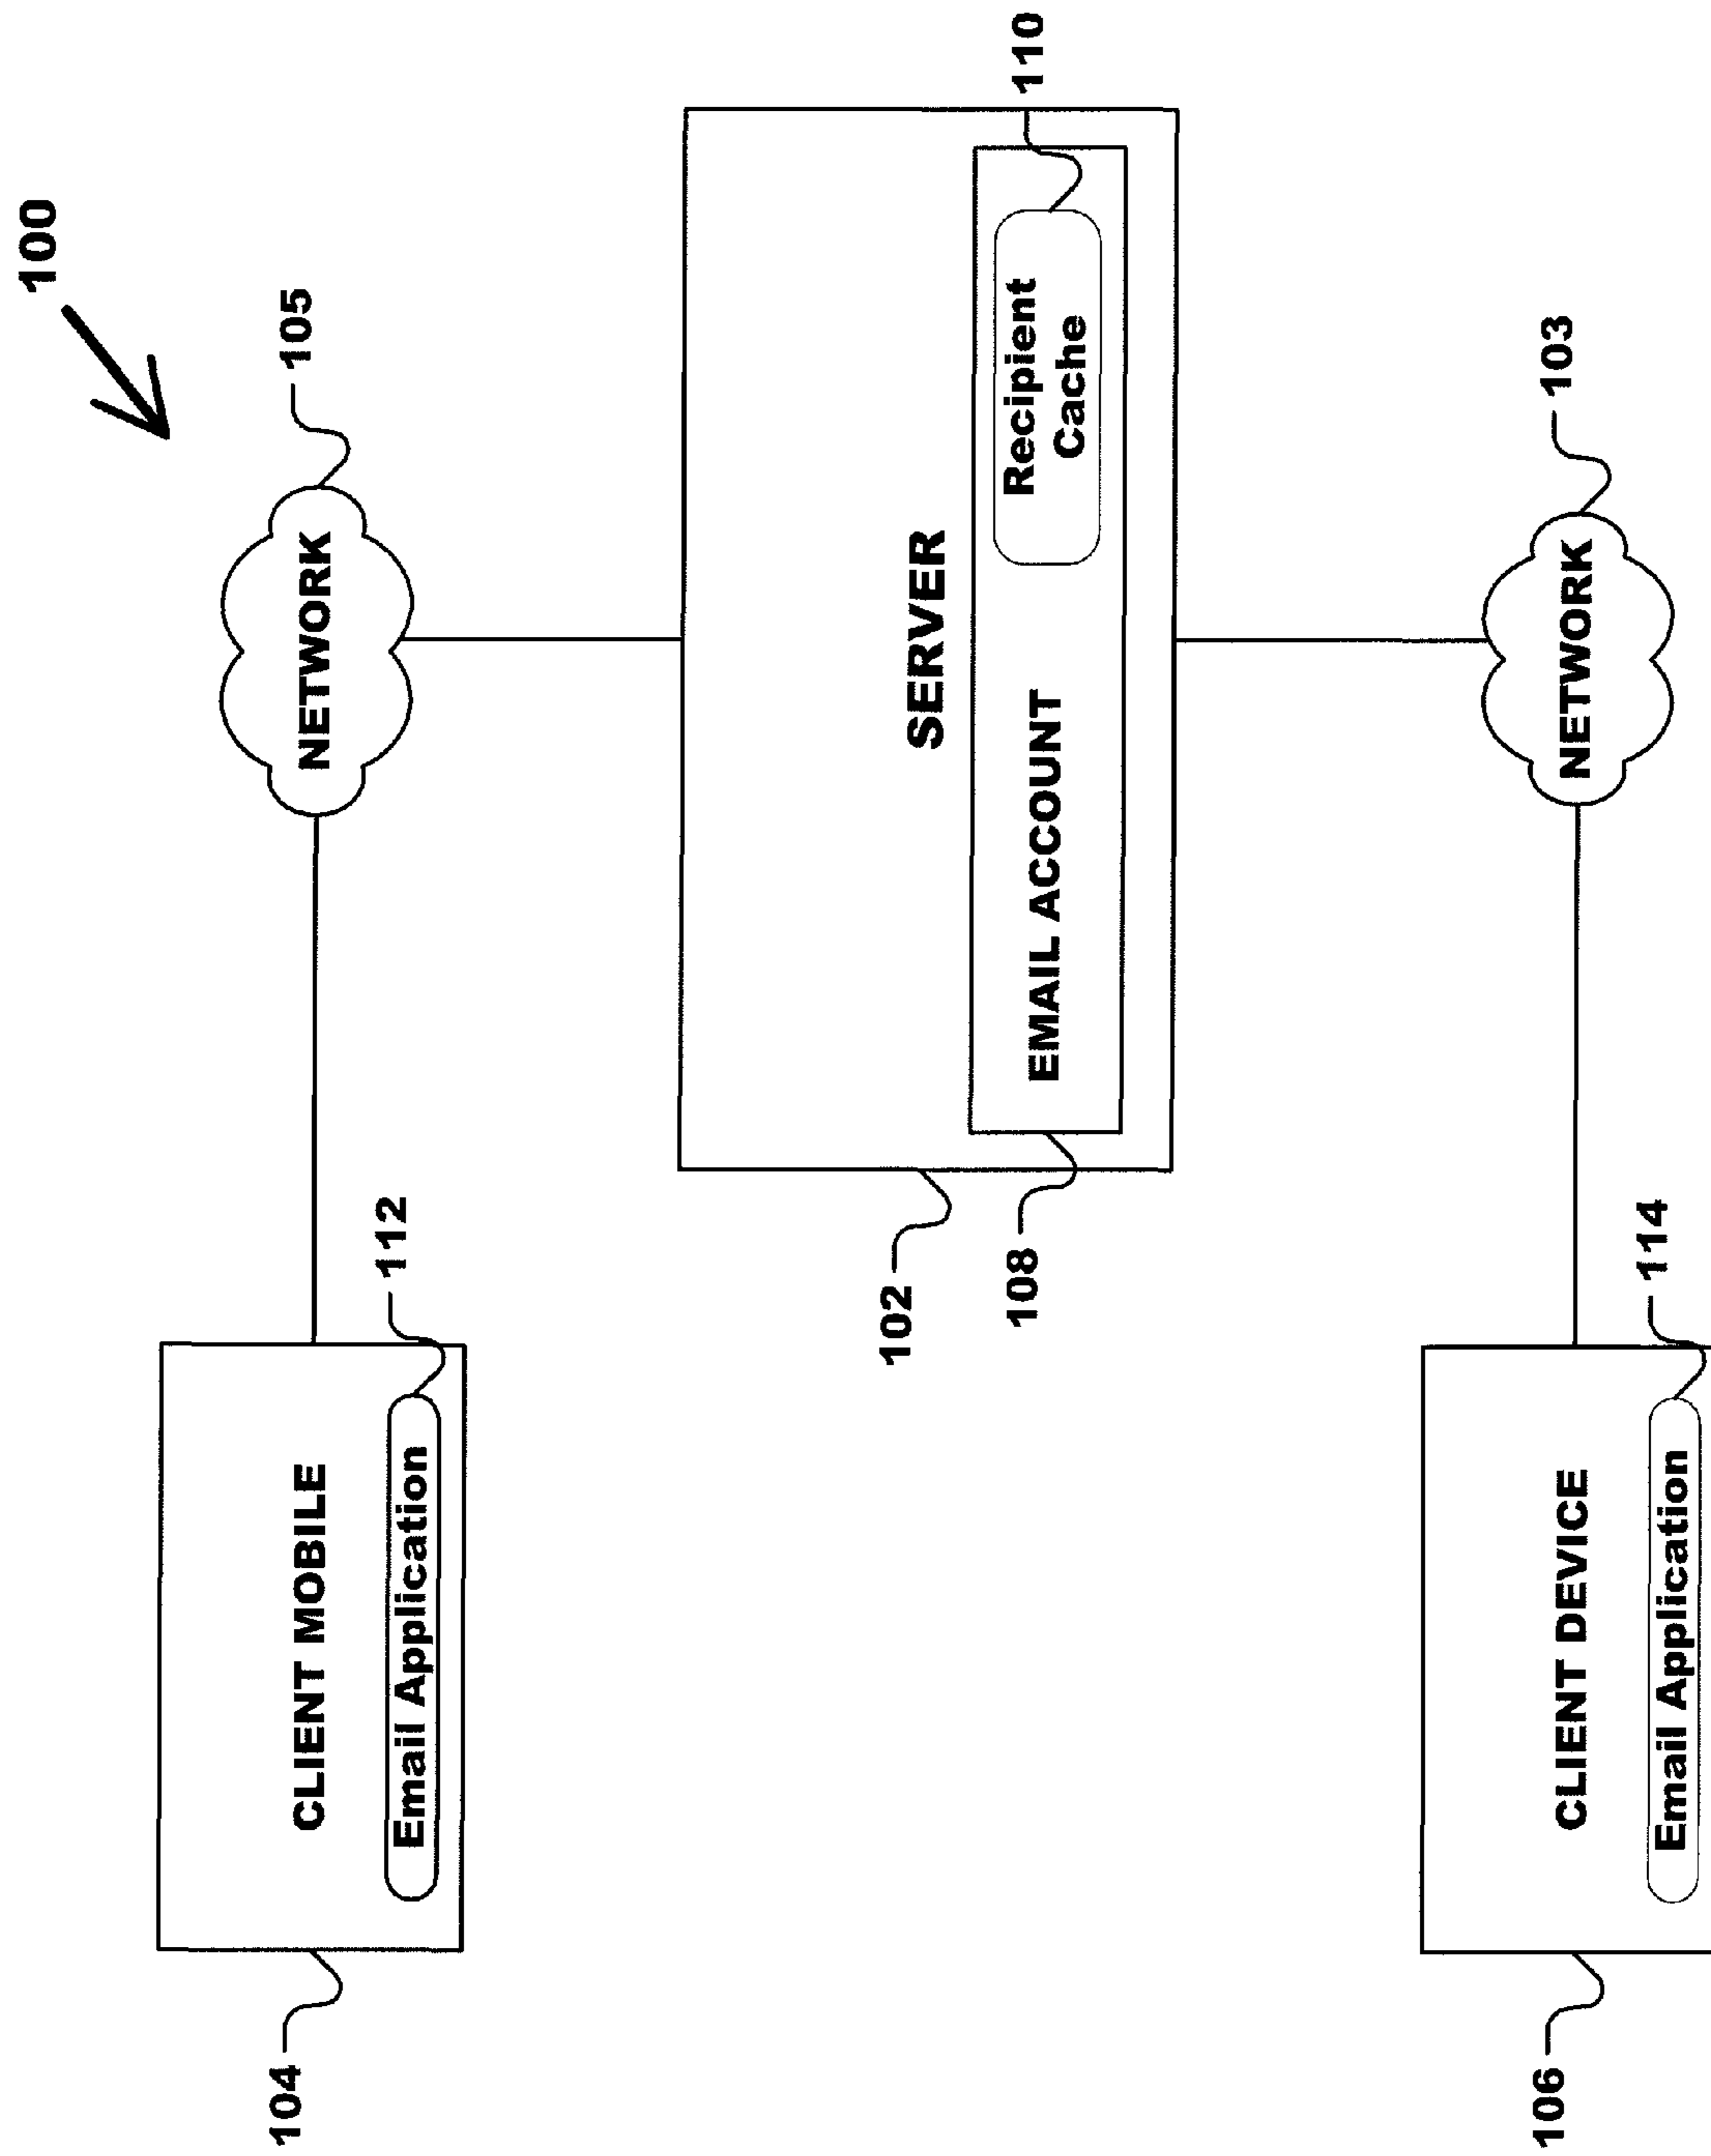 100
105
NETWORK
CLIENT MOBILE
112
Email Application
104
SERVER
102
110
Recipient
Cache
EMAIL ACCOUNT
108
103
NETWORK
CLIENT DEVICE
114
Email Application
106